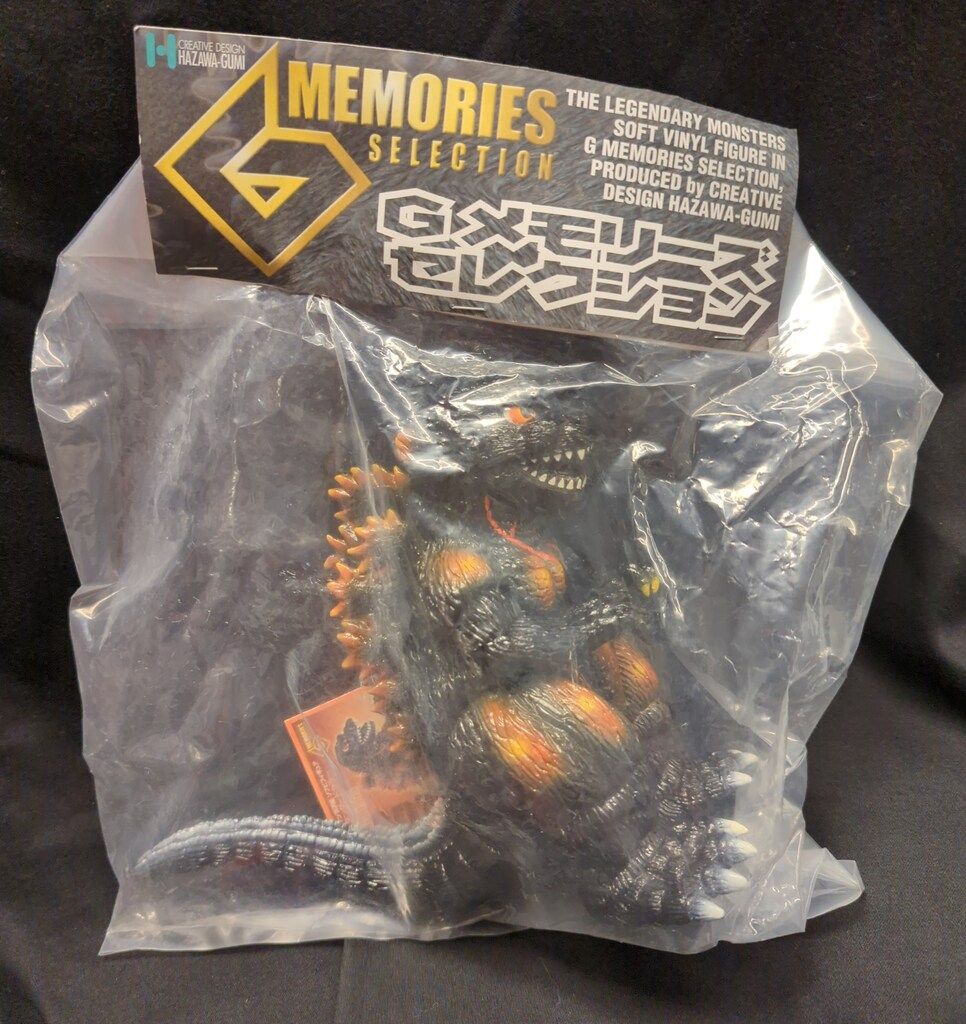 CREATIVE DESIGN
HAZAWA-GUMI
G
MEMORIES
SELECTION
THE LEGENDARY MONSTERS
SOFT VINYL FIGURE IN
G MEMORIES SELECTION,
PRODUCED by CREATIVE
DESIGN HAZAWA-GUMI
Gメモリーズ
セレクション